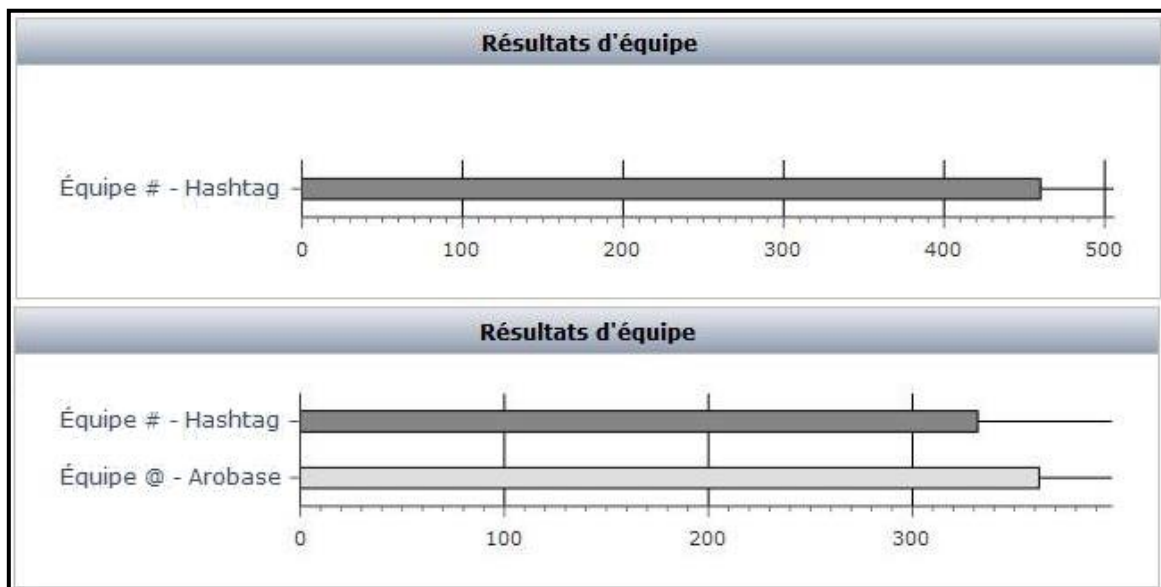 Résultats d'équipe
Équipe # - Hashtag
0 100 200 300 400 500
Résultats d'équipe
Équipe # - Hashtag
Équipe @ - Arobase
0 100 200 300